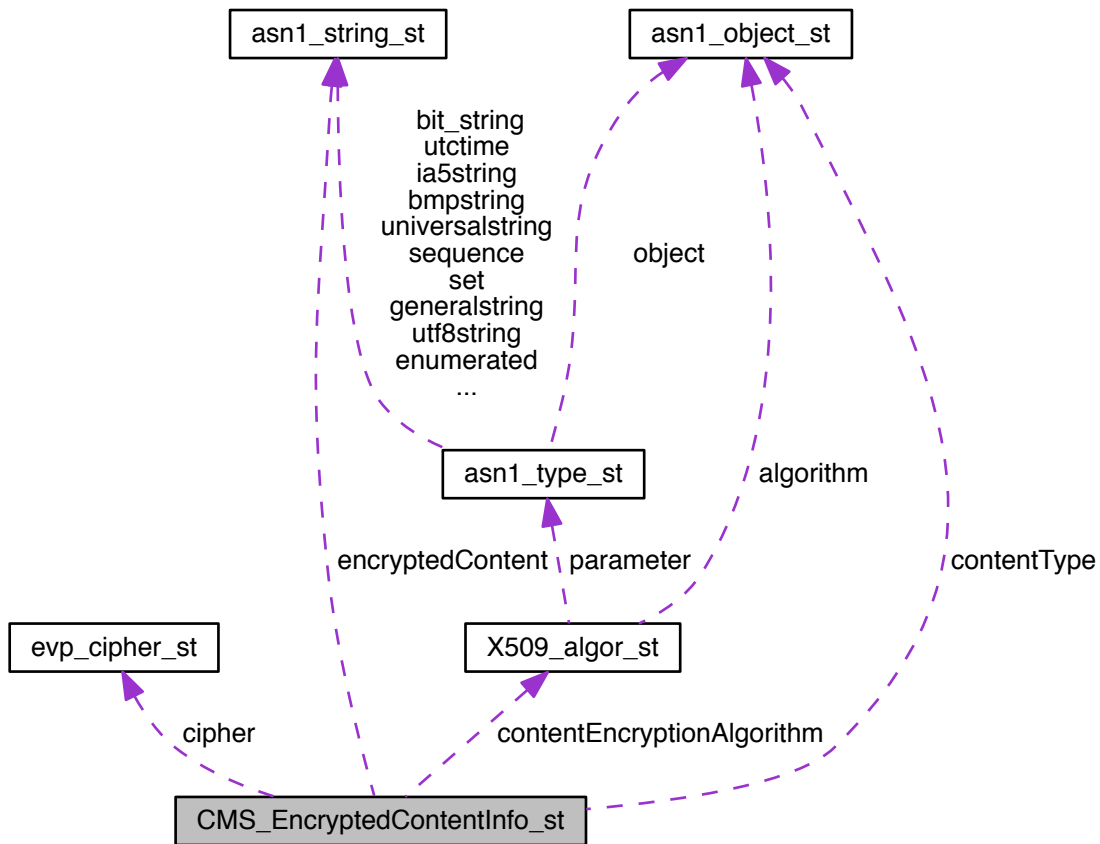 asn1_string_st
asn1_object_st
bit_string
utctime
ia5string
bmpstring
universalstring
sequence
set
generalstring
utf8string
enumerated
...
object
asn1_type_st
algorithm
encryptedContent
parameter
contentType
evp_cipher_st
X509_algor_st
cipher
contentEncryptionAlgorithm
CMS_EncryptedContentInfo_st